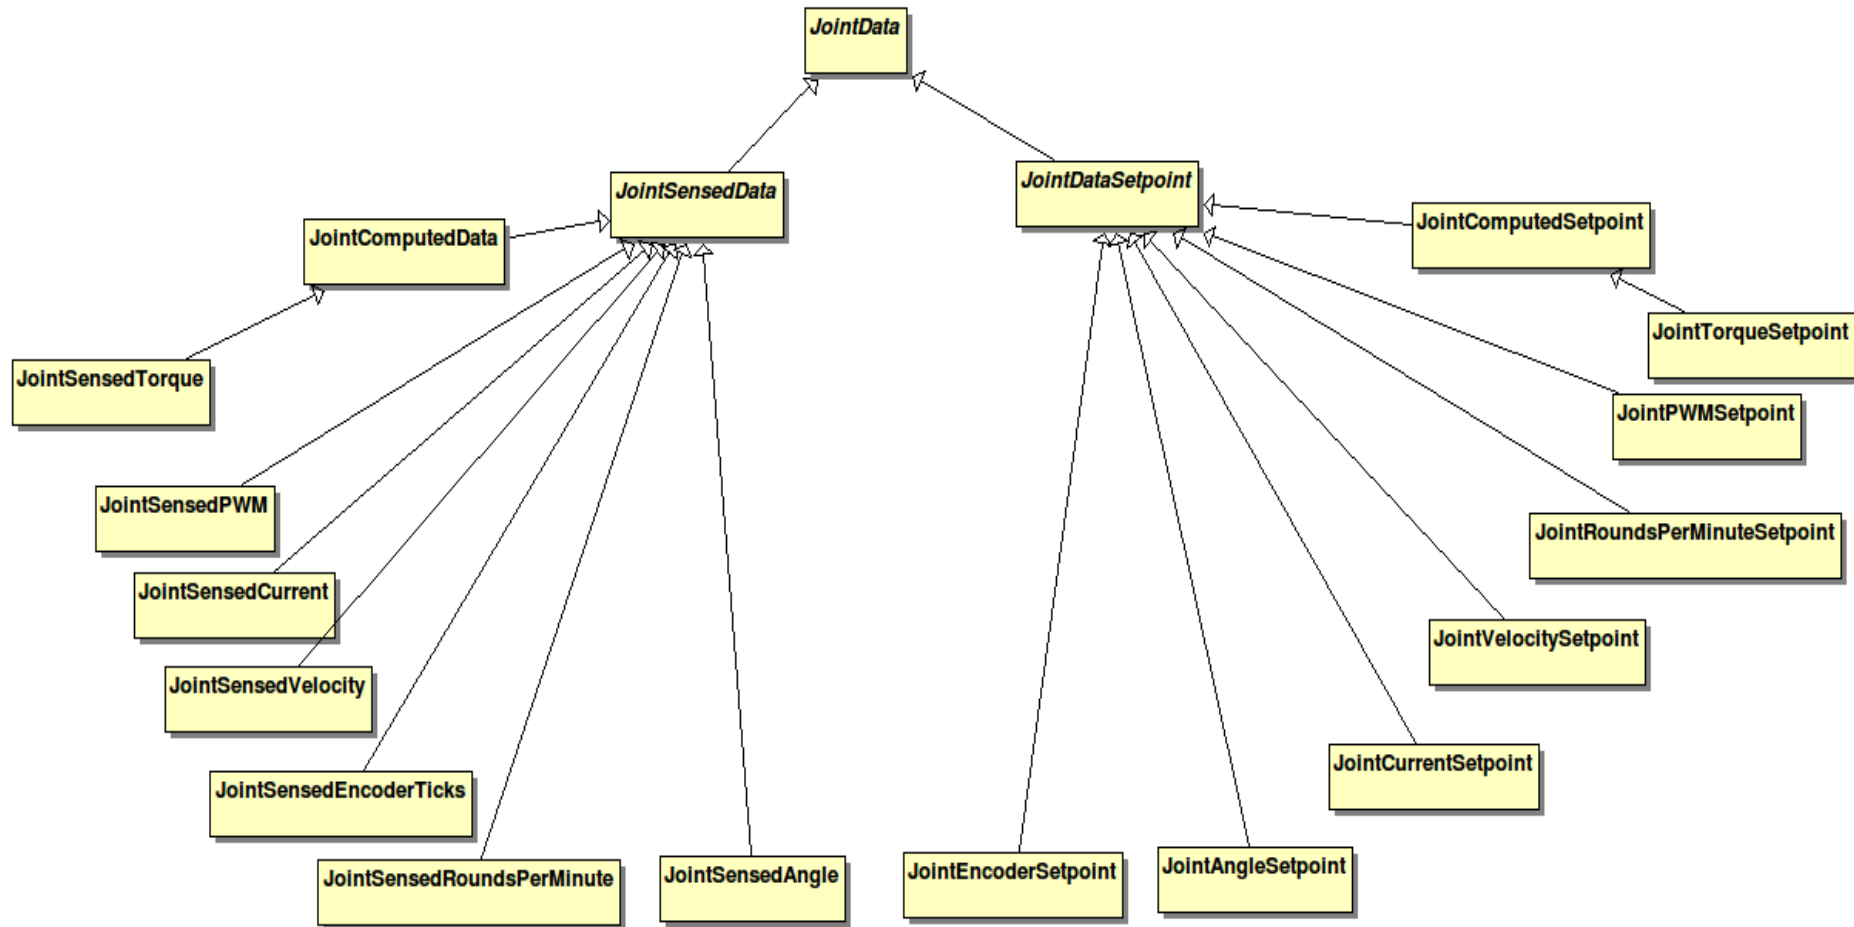 JointData
JointSensedData
JointDataSetpoint
JointComputedData
JointComputedSetpoint
JointTorqueSetpoint
JointSensedTorque
JointPWMSetpoint
JointSensedPWM
JointRoundsPerMinuteSetpoint
JointSensedCurrent
JointVelocitySetpoint
JointSensedVelocity
JointCurrentSetpoint
JointSensedEncoderTicks
JointSensedRoundsPerMinute
JointSensedAngle
JointEncoderSetpoint
JointAngleSetpoint